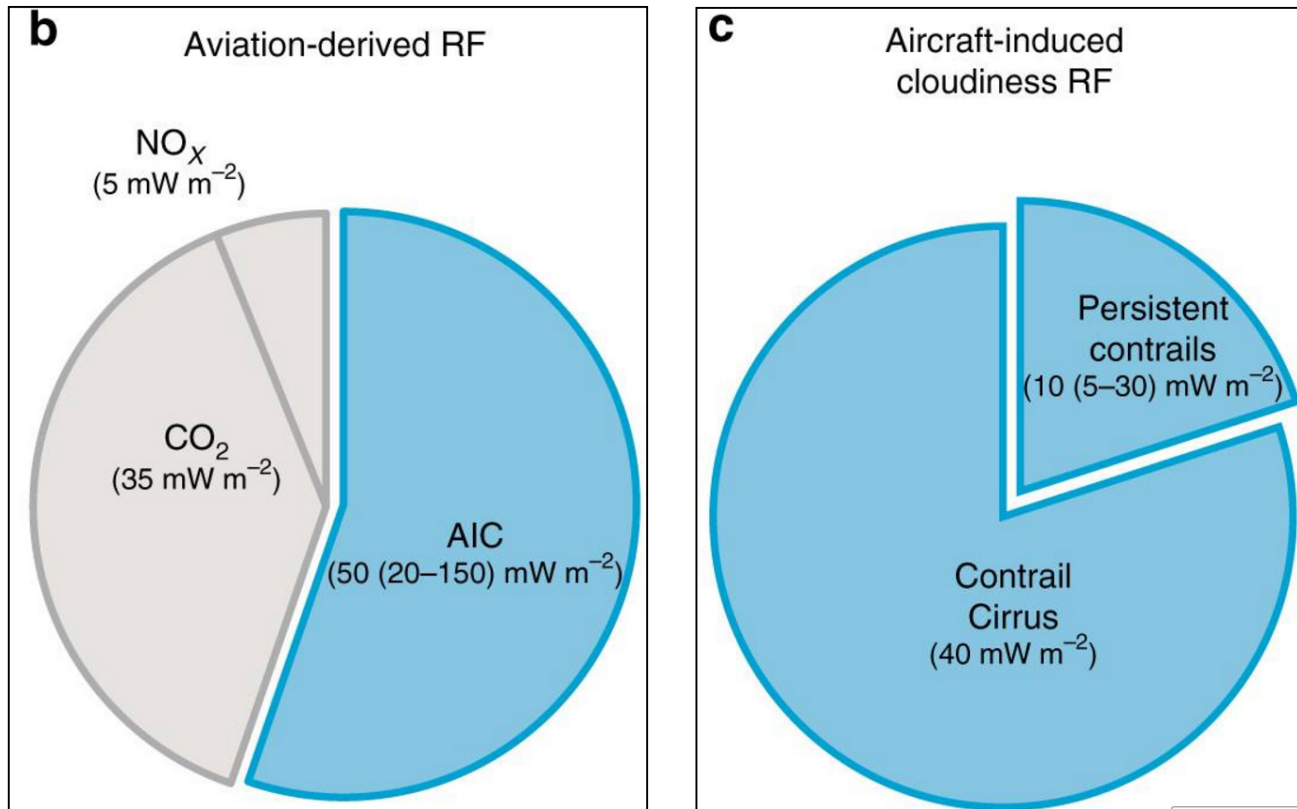 b
Aviation-derived RF
NOₓ
(5 mW m⁻²)
CO₂
(35 mW m⁻²)
AIC
(50 (20–150) mW m⁻²)
c
Aircraft-induced
cloudiness RF
Persistent
contrails
(10 (5–30) mW m⁻²)
Contrail
Cirrus
(40 mW m⁻²)